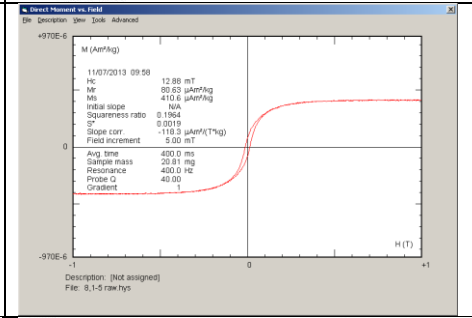 Direct Moment vs. Field
File Description View Tools Advanced
+970E-6
M (Am²/kg)
11/07/2013 09:58
Hc 12.88 mT
Mr 80.63 µAm²/kg
Ms 410.6 µAm²/kg
Initial slope N/A
Squareness ratio 0.1964
S* 0.0019
Slope corr. -118.3 µAm²/(T*kg)
Field increment 5.00 mT
Avg. time 400.0 ms
Sample mass 20.81 mg
Resonance 400.0 Hz
Probe Q 40.00
Gradient 1
0
H (T)
-970E-6
-1 0 +1
Description: [Not assigned]
File: 8,1-5 raw.hys